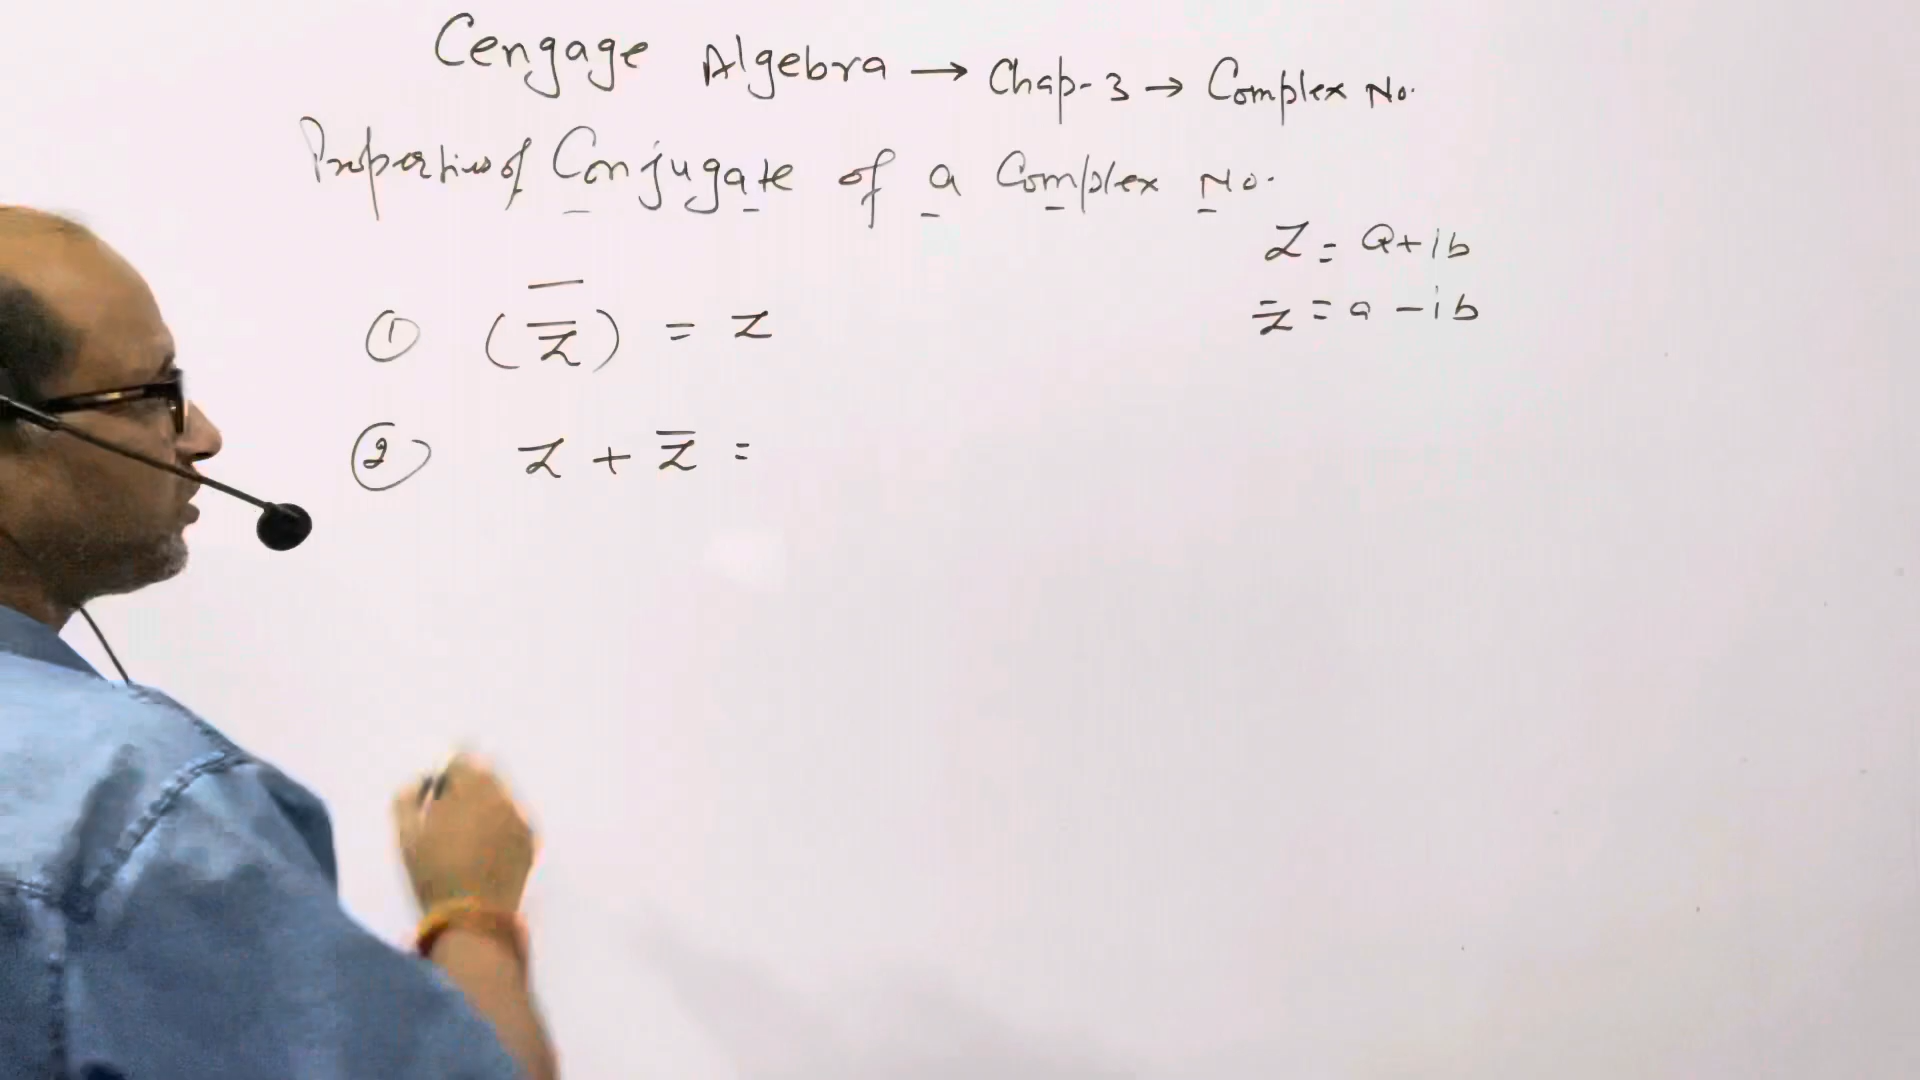 Cengage Algebra → Chap-3 → Complex No.
Properties of Conjugate of a Complex No.
Z = a+ib
z̄ = a-ib
① (z̿) = z
② z + z̄ =